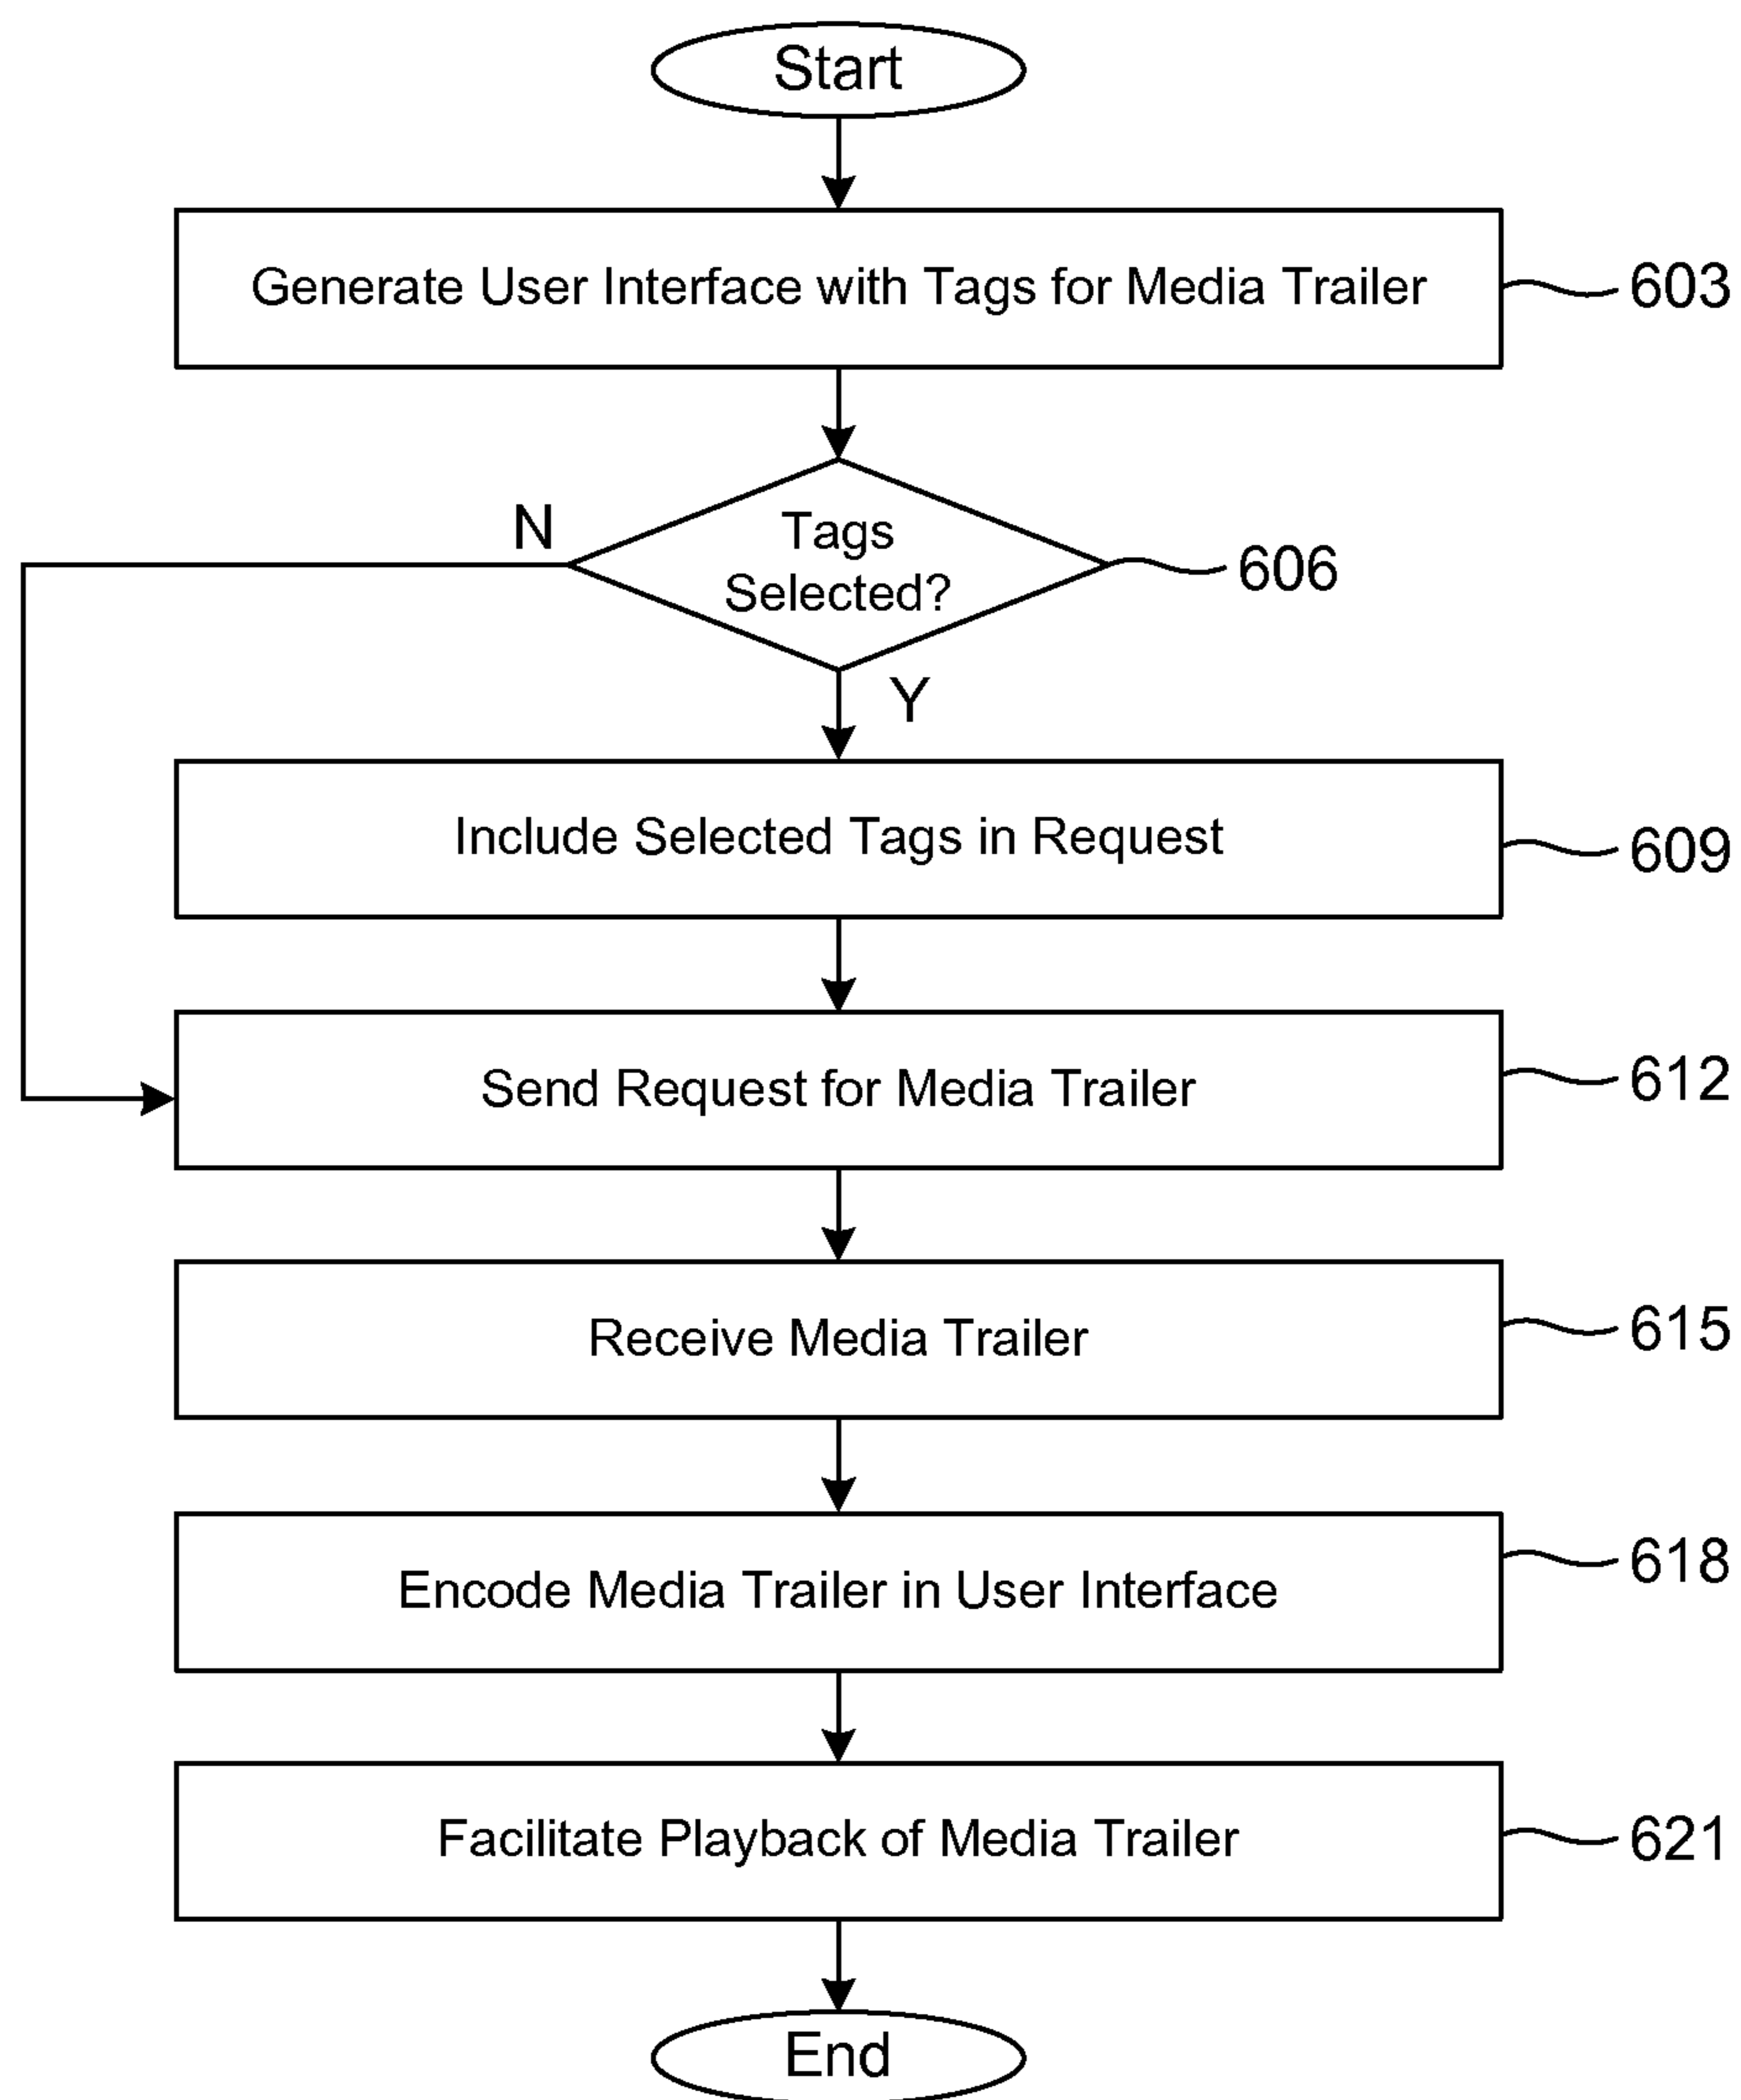 Start
Generate User Interface with Tags for Media Trailer
603
N
Tags
Selected?
606
Y
Include Selected Tags in Request
609
Send Request for Media Trailer
612
Receive Media Trailer
615
Encode Media Trailer in User Interface
618
Facilitate Playback of Media Trailer
621
End